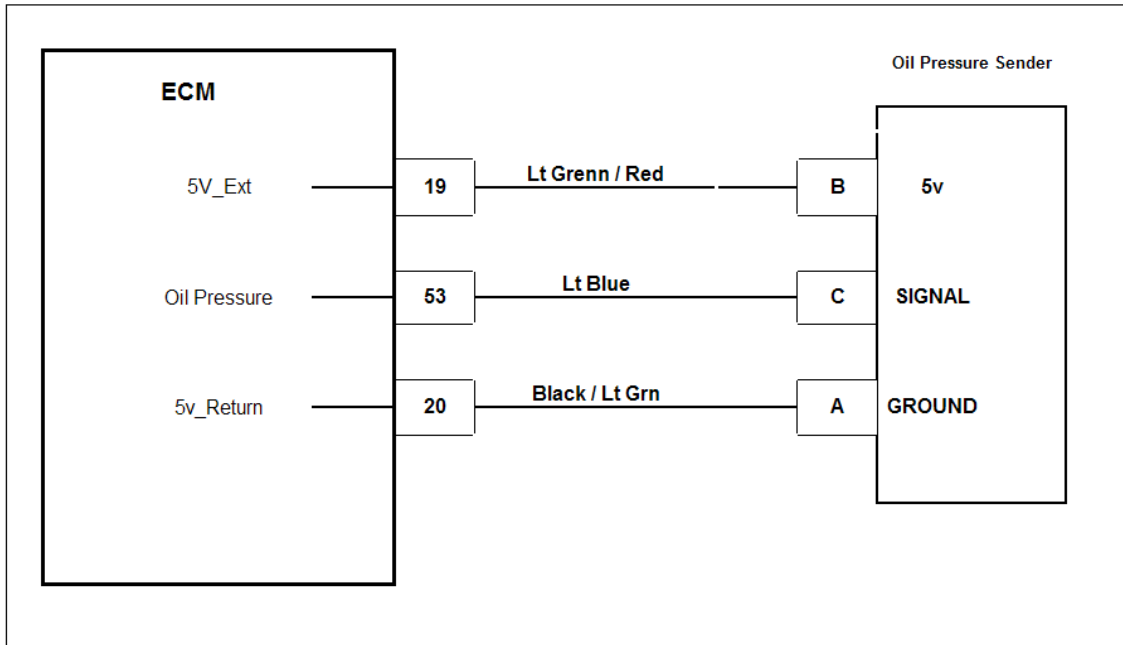 Oil Pressure Sender
ECM
5V_Ext
19
Lt Grenn / Red
B
5v
Oil Pressure
53
Lt Blue
C
SIGNAL
5v_Return
20
Black / Lt Grn
A
GROUND